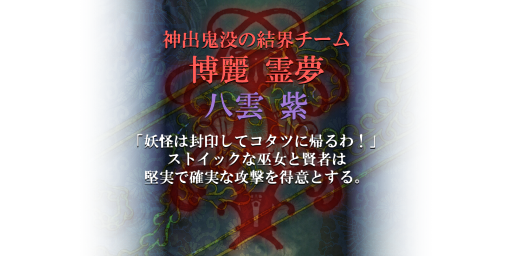 神出鬼没の結界チーム
博麗 霊夢
八雲 紫
「妖怪は封印してコタツに帰るわ！」
ストイックな巫女と賢者は
堅実で確実な攻撃を得意とする。